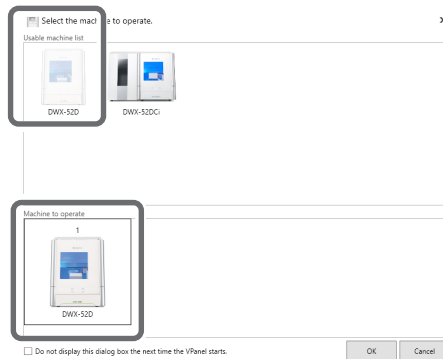 Select the mach e to operate.
Usable machine list
DWX-52D
DWX-52DCi
Machine to operate
1
DWX-52D
Do not display this dialog box the next time the VPanel starts.
OK
Cancel